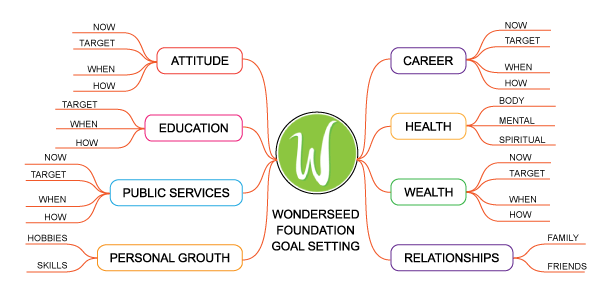 NOW
TARGET
WHEN
HOW
ATTITUDE
TARGET
WHEN
HOW
EDUCATION
NOW
TARGET
WHEN
HOW
PUBLIC SERVICES
HOBBIES
SKILLS
PERSONAL GROUTH
W
WONDERSEED
FOUNDATION
GOAL SETTING
CAREER
NOW
TARGET
WHEN
HOW
HEALTH
BODY
MENTAL
SPIRITUAL
WEALTH
NOW
TARGET
WHEN
HOW
RELATIONSHIPS
FAMILY
FRIENDS